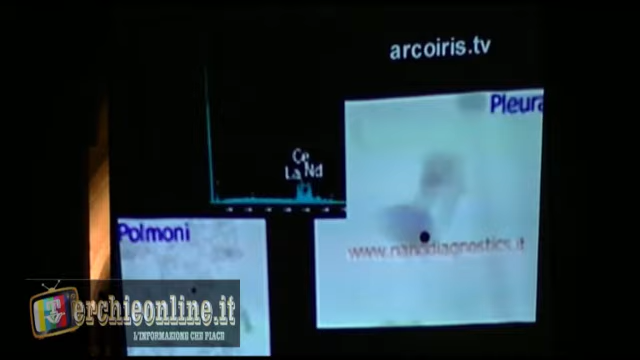 arcoiris.tv
Pleura
Ce
La Nd
Polmoni
www.nanodiagnostics.it
erchieonline.it
L'INFORMAZIONE CHE PIACE